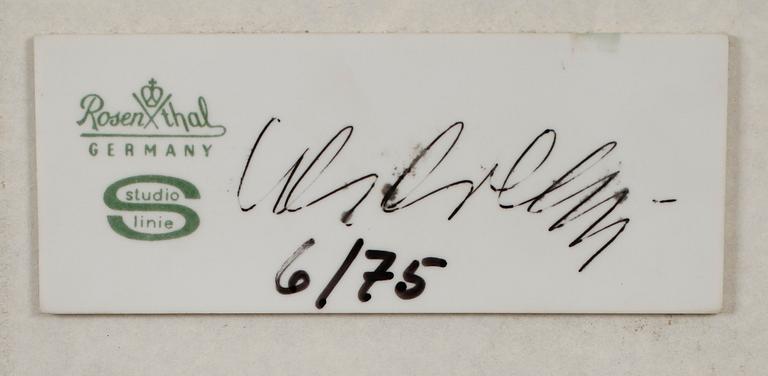 Rosenthal
GERMANY
studio
linie
6/75